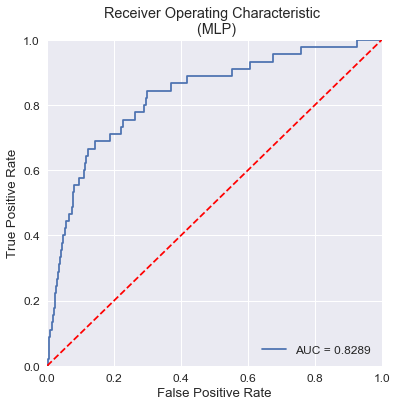 Receiver Operating Characteristic
(MLP)
1.0
0.8
0.6
0.4
0.2
0.0
True Positive Rate
AUC = 0.8289
0.0 0.2 0.4 0.6 0.8 1.0
False Positive Rate